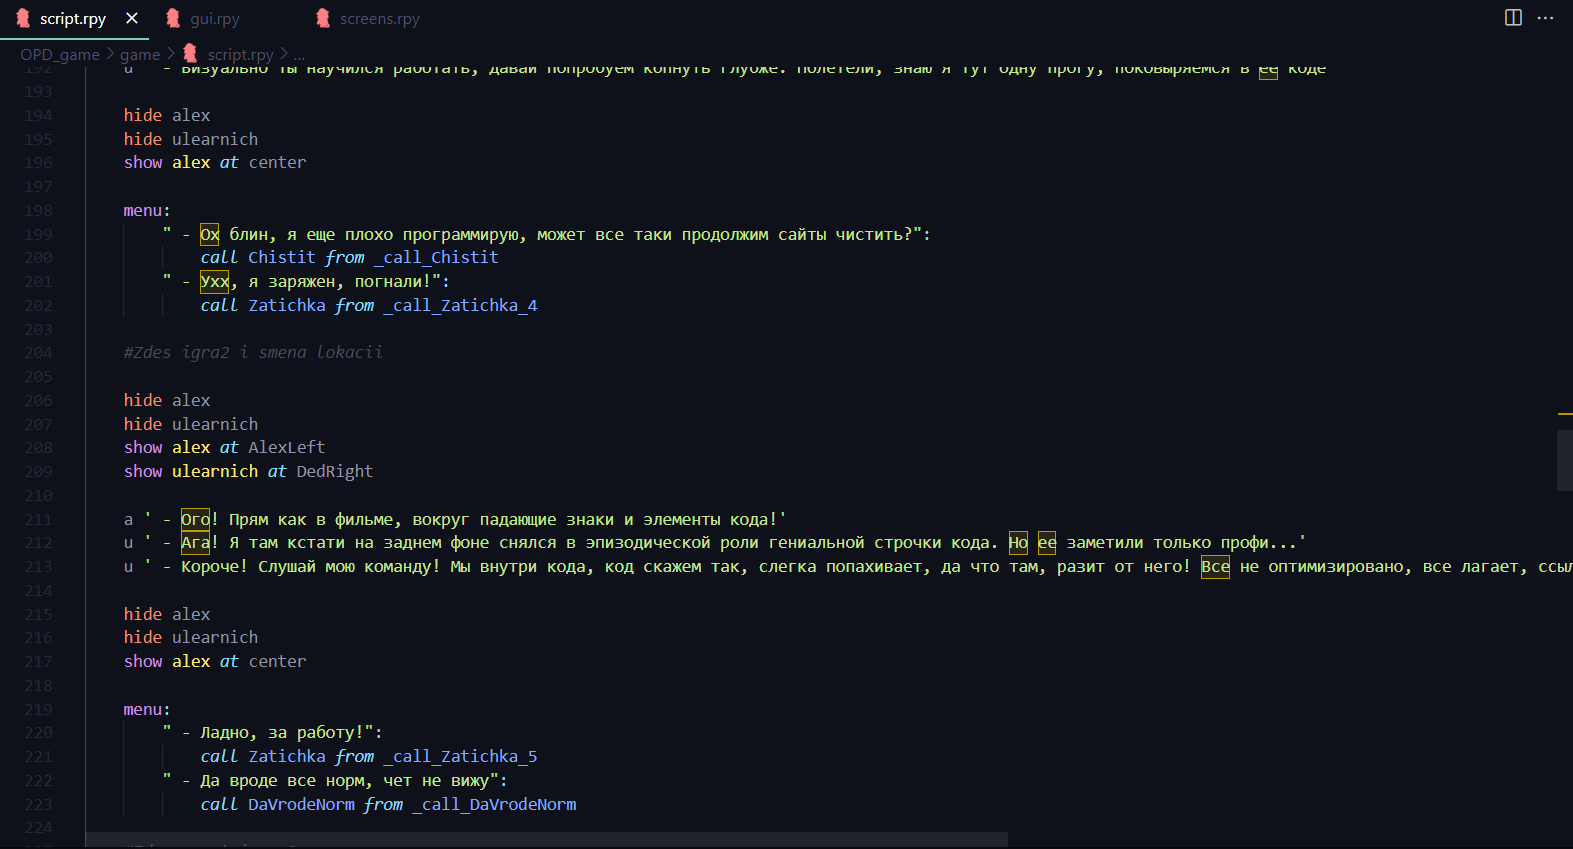 script.rpy gui.rpy screens.rpy
OPD_game > game > script.rpy > ...
192 u ' - Визуально ты научился работать, давай попробуем копнуть глубже. Полетели, знаю я тут одну прогу, поковыряемся в ее коде
193
194 hide alex
195 hide ulearnich
196 show alex at center
197
198 menu:
199 " - Ох блин, я еще плохо программирую, может все таки продолжим сайты чистить?":
200 call Chistit from _call_Chistit
201 " - Ухх, я заряжен, погнали!":
202 call Zatichka from _call_Zatichka_4
203
204 #Zdes igra2 i smena lokacii
205
206 hide alex
207 hide ulearnich
208 show alex at AlexLeft
209 show ulearnich at DedRight
210
211 a ' - Ого! Прям как в фильме, вокруг падающие знаки и элементы кода!'
212 u ' - Ага! Я там кстати на заднем фоне снялся в эпизодической роли гениальной строчки кода. Но ее заметили только профи...'
213 u ' - Короче! Слушай мою команду! Мы внутри кода, код скажем так, слегка попахивает, да что там, разит от него! Все не оптимизировано, все лагает, ссыл
214
215 hide alex
216 hide ulearnich
217 show alex at center
218
219 menu:
220 " - Ладно, за работу!":
221 call Zatichka from _call_Zatichka_5
222 " - Да вроде все норм, чет не вижу":
223 call DaVrodeNorm from _call_DaVrodeNorm
224